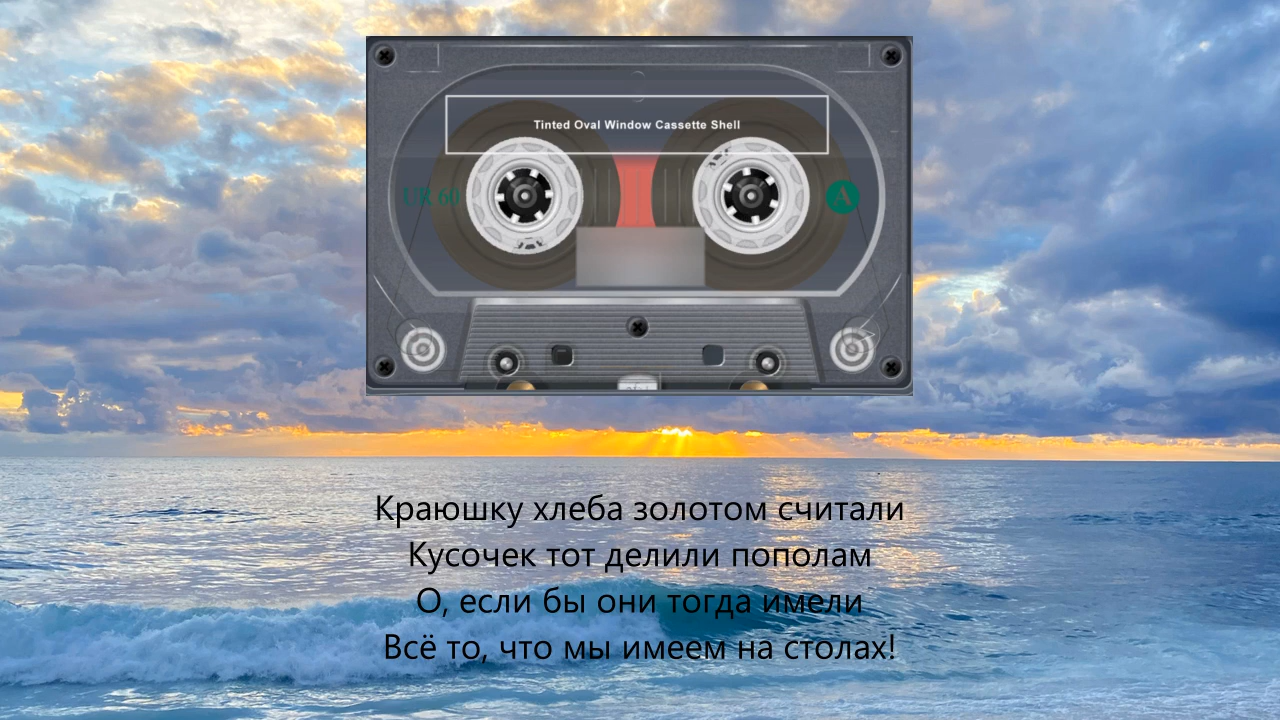 Tinted Oval Window Cassette Shell
UR 60
Краюшку хлеба золотом считали
Кусочек тот делили пополам
О, если бы они тогда имели
Всё то, что мы имеем на столах!